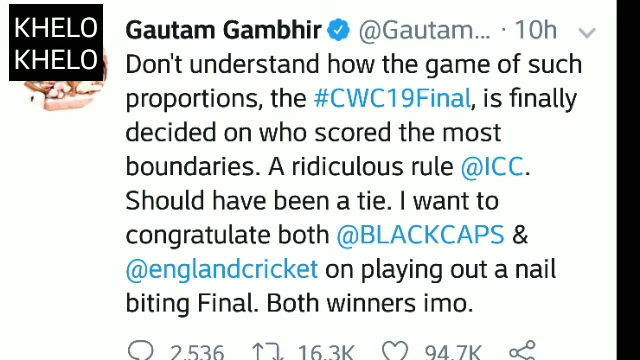 KHELO
KHELO
Gautam Gambhir @Gautam... · 10h
Don't understand how the game of such
proportions, the #CWC19Final, is finally
decided on who scored the most
boundaries. A ridiculous rule @ICC.
Should have been a tie. I want to
congratulate both @BLACKCAPS &
@englandcricket on playing out a nail
biting Final. Both winners imo.
2,536 16.3K 94.7K